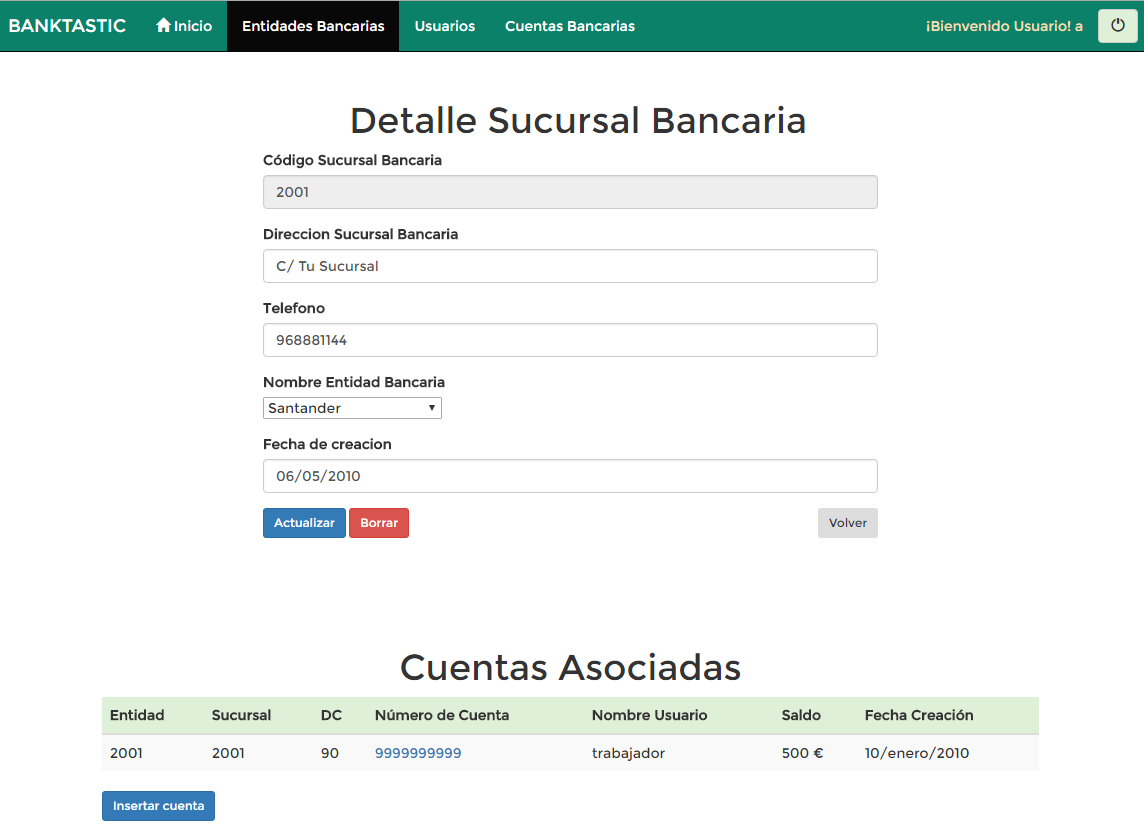 BANKTASTIC Inicio Entidades Bancarias Usuarios Cuentas Bancarias ¡Bienvenido Usuario! a
Detalle Sucursal Bancaria
Código Sucursal Bancaria
2001
Direccion Sucursal Bancaria
C/ Tu Sucursal
Telefono
968881144
Nombre Entidad Bancaria
Santander
Fecha de creacion
06/05/2010
Actualizar Borrar Volver
Cuentas Asociadas
Entidad Sucursal DC Número de Cuenta Nombre Usuario Saldo Fecha Creación
2001 2001 90 9999999999 trabajador 500 € 10/enero/2010
Insertar cuenta